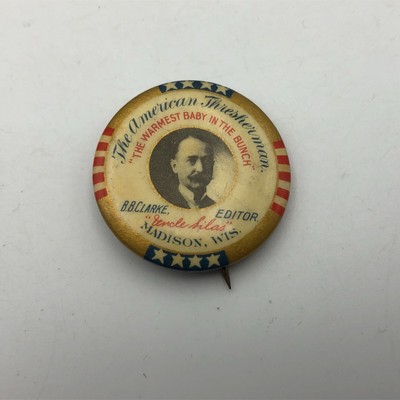 The American Thresherman.
"THE WARMEST BABY IN THE BUNCH"
B.B. CLARKE, EDITOR
"Uncle Silas"
MADISON, WIS.